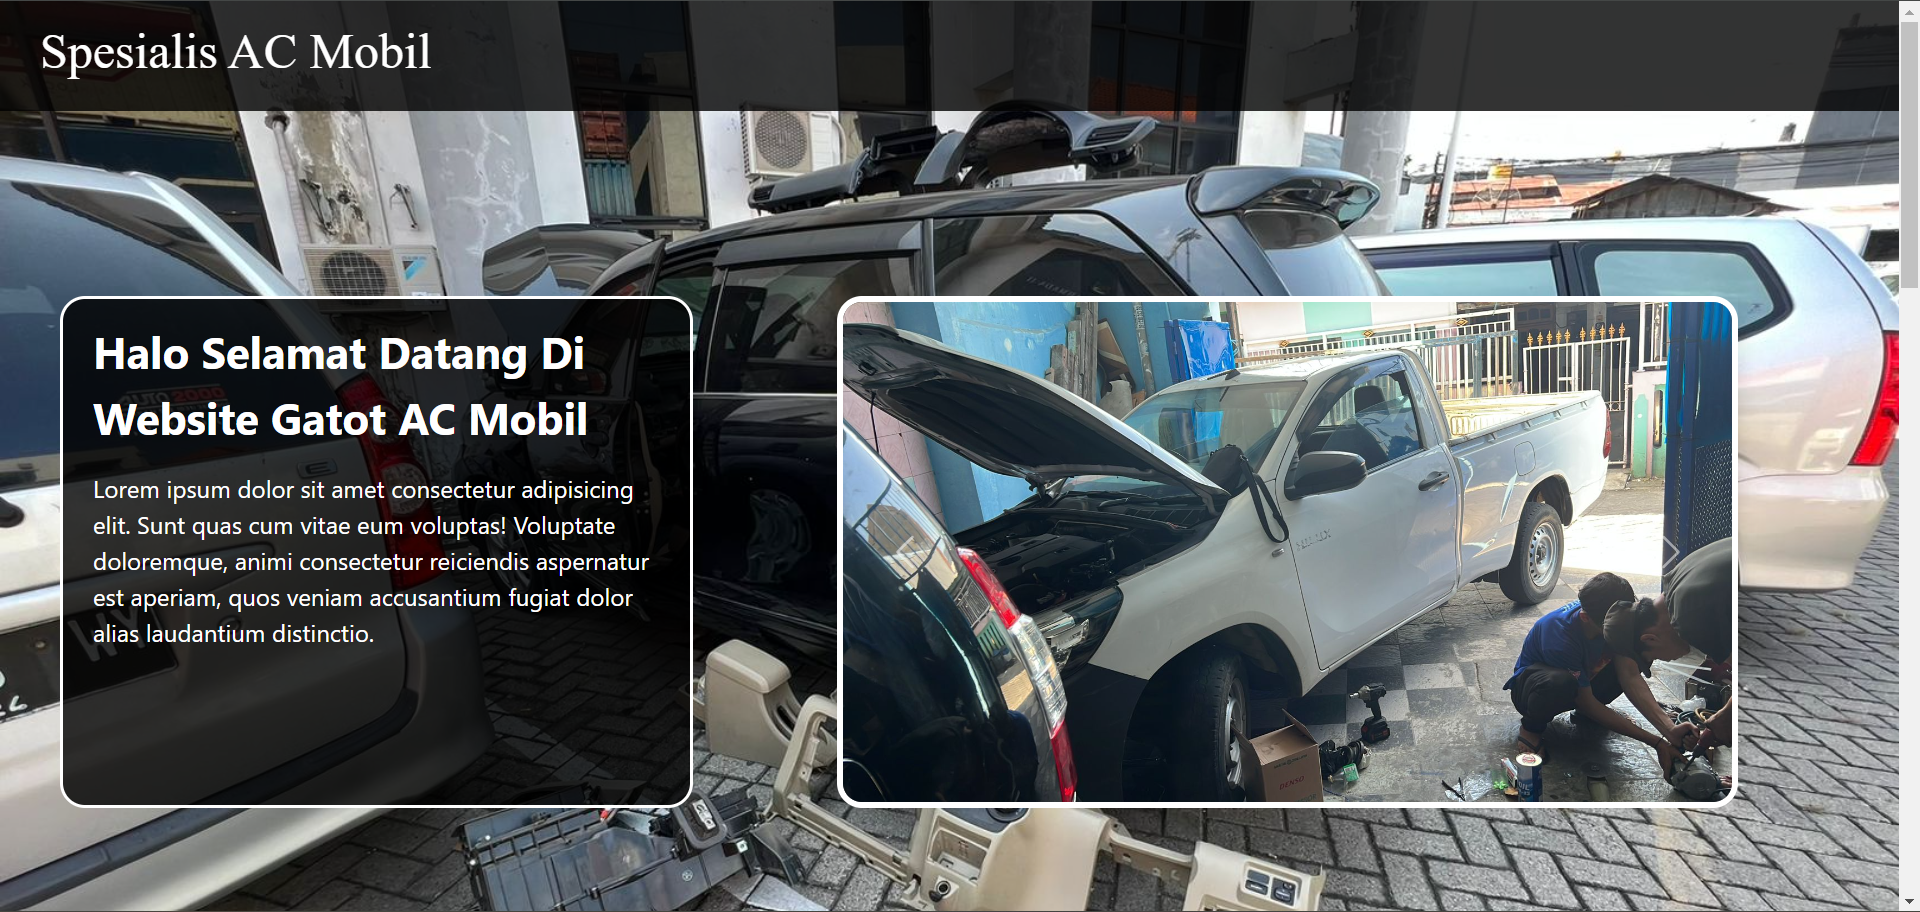 Spesialis AC Mobil
Halo Selamat Datang Di
Website Gatot AC Mobil
Lorem ipsum dolor sit amet consectetur adipisicing
elit. Sunt quas cum vitae eum voluptas! Voluptate
doloremque, animi consectetur reiciendis aspernatur
est aperiam, quos veniam accusantium fugiat dolor
alias laudantium distinctio.
HILUX
DENSO